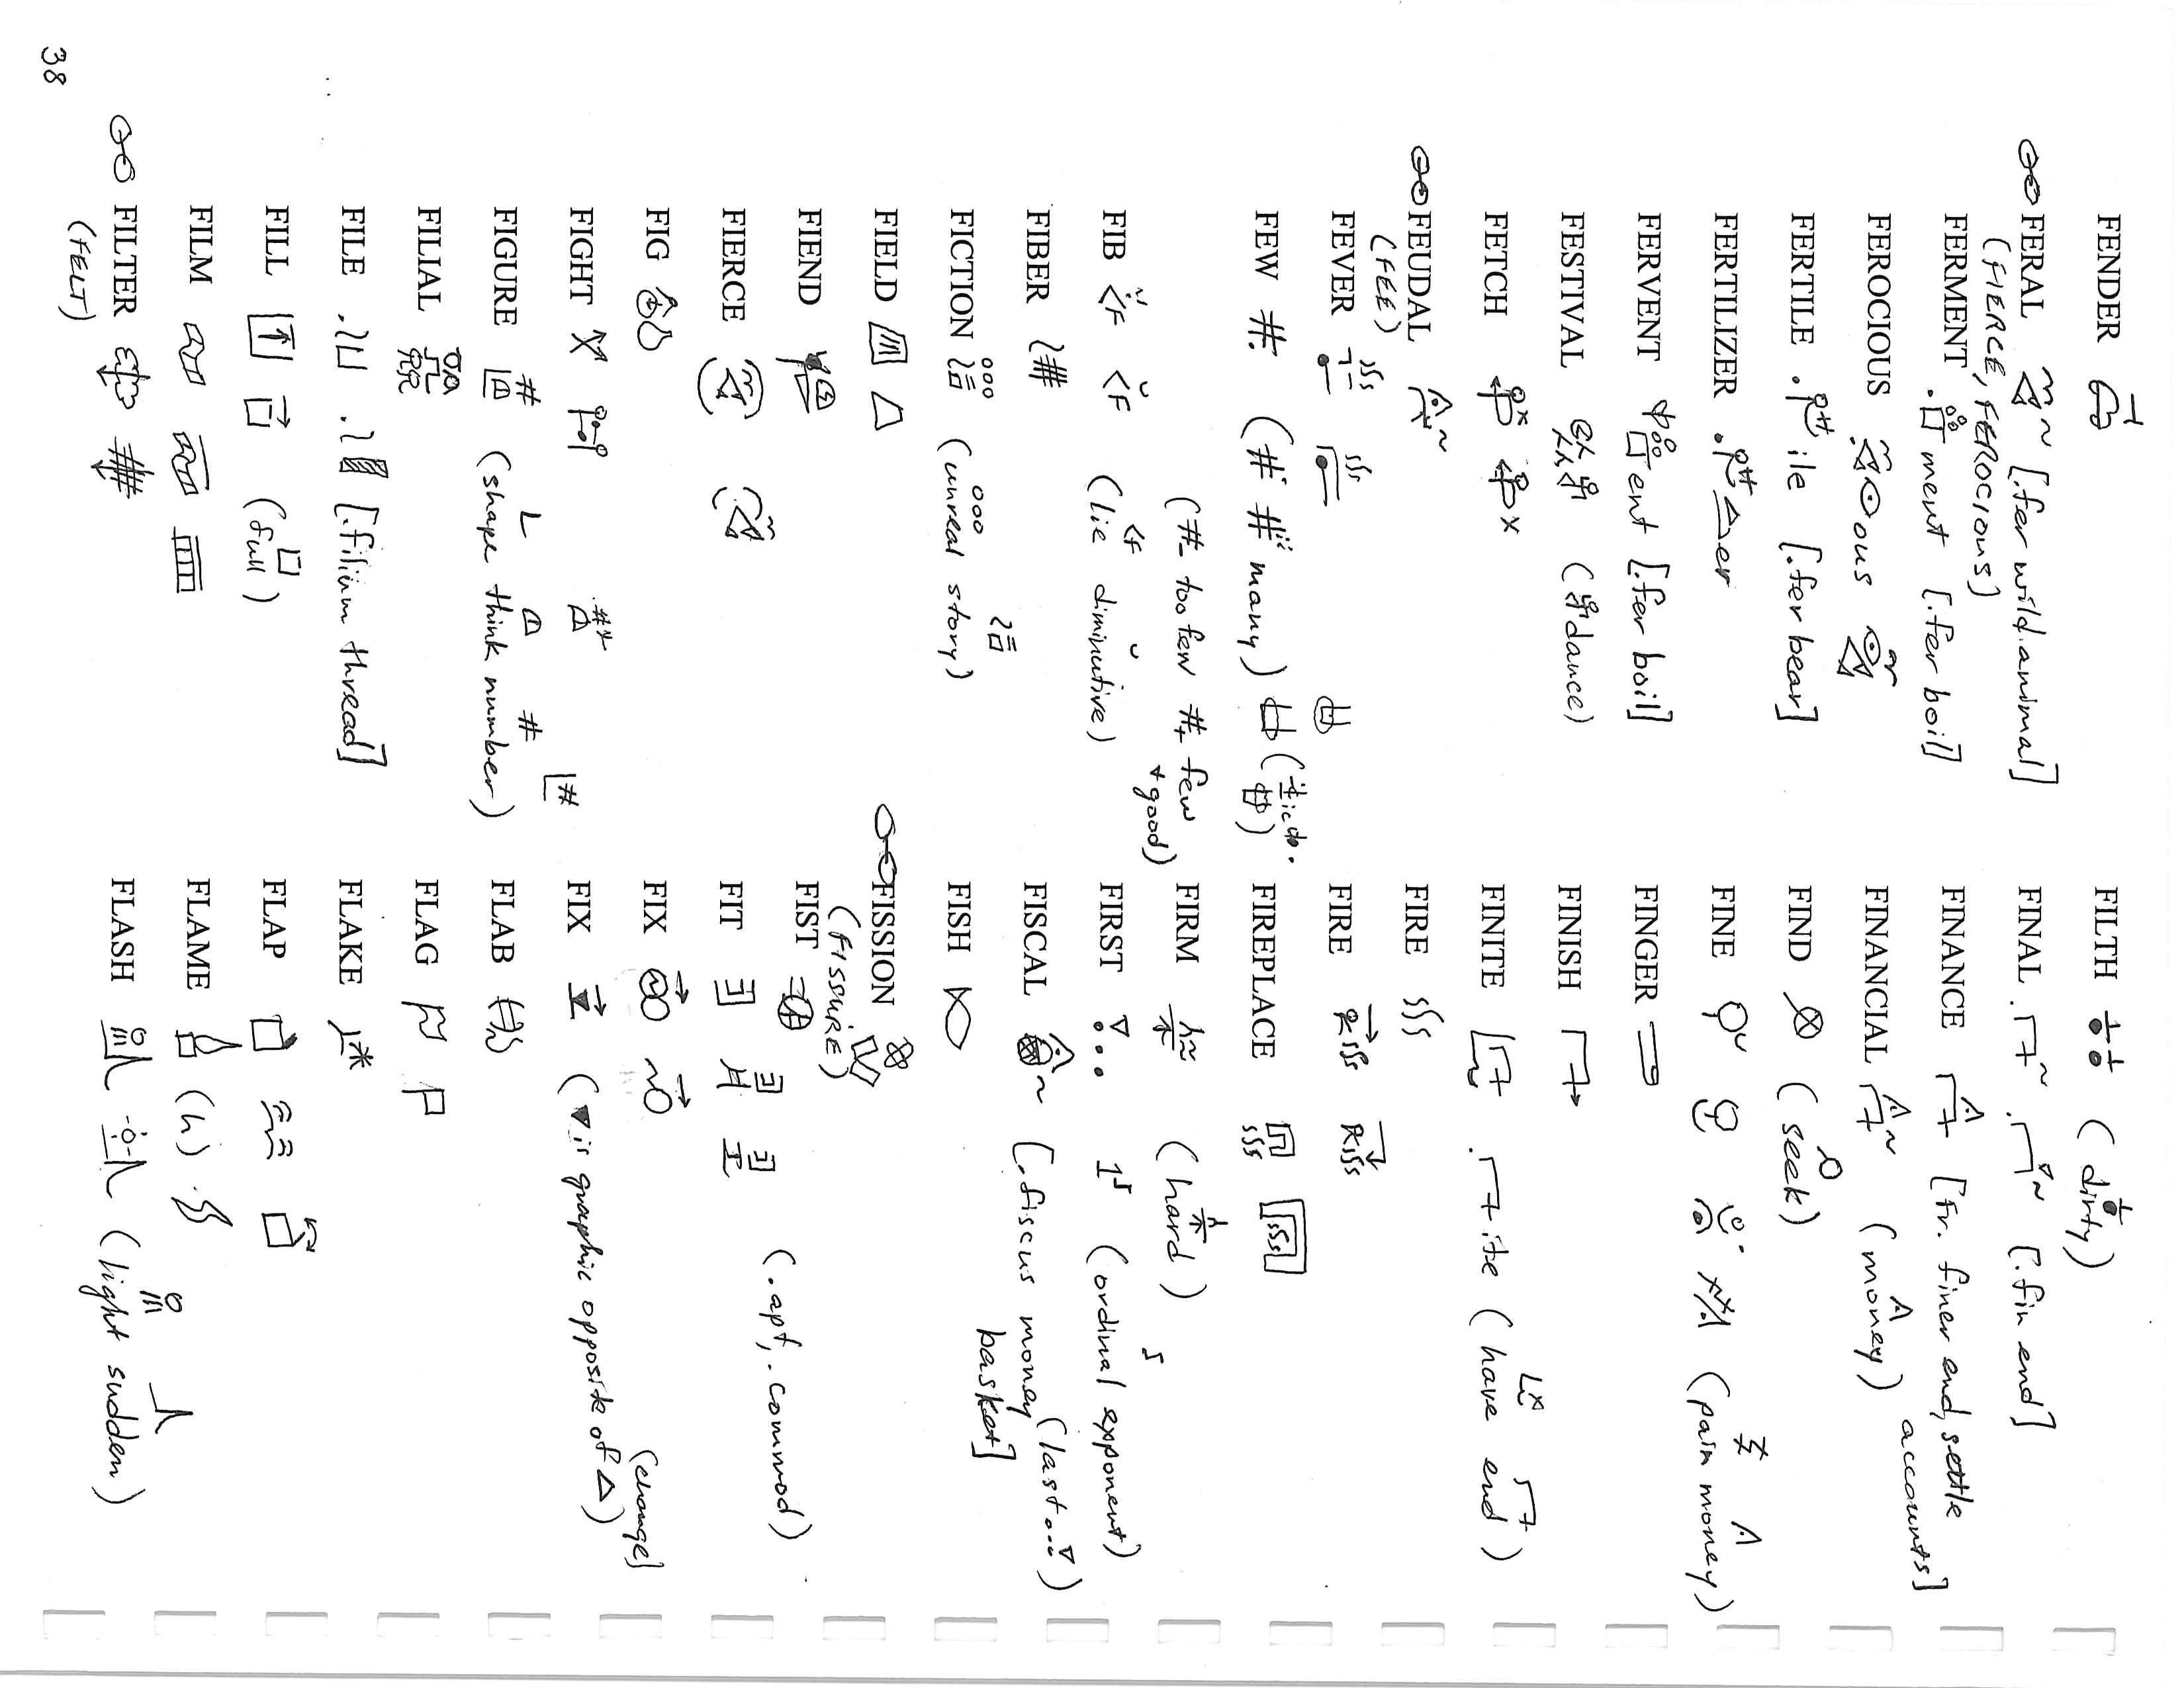 FENDER
FERAL [.fer wild animal]
(FIERCE, FEROCIOUS)
FERMENT . ment [.fer boil]
FEROCIOUS ous or
FERTILE . ile [.fer bear]
FERTILIZER . er
FERVENT ent [.fer boil]
FESTIVAL (dance)
FETCH
FEUDAL
(FEE)
FEVER
FEW #. (#. # many)
(#- too few #+ few
+ good)
FIB <F <F (lie diminutive)
FIBER
FICTION (unreal story)
FIELD
FIEND
FIERCE
FIG
FIGHT
FIGURE # (shape think number)
FILIAL
FILE [.filium thread]
FILL (full)
FILM
FILTER
(FELT)
38
FILTH (dirty)
FINAL [.fin end]
FINANCE [Fr. finer end, settle
accounts]
FINANCIAL (money)
FIND (seek)
FINE (pain money)
FINGER
FINISH
FINITE ite (have end)
FIRE
FIRE
FIREPLACE
FIRM (hard)
FIRST 1 (ordinal exponent)
(last...)
FISCAL [.fiscus money
basket]
FISH
FISSION
(FISSURE)
FIST
FIT (.apt, .commod)
FIX (change)
FIX (▼ is graphic opposite of △)
FLAB
FLAG
FLAKE
FLAP
FLAME (h)
FLASH (light sudden)